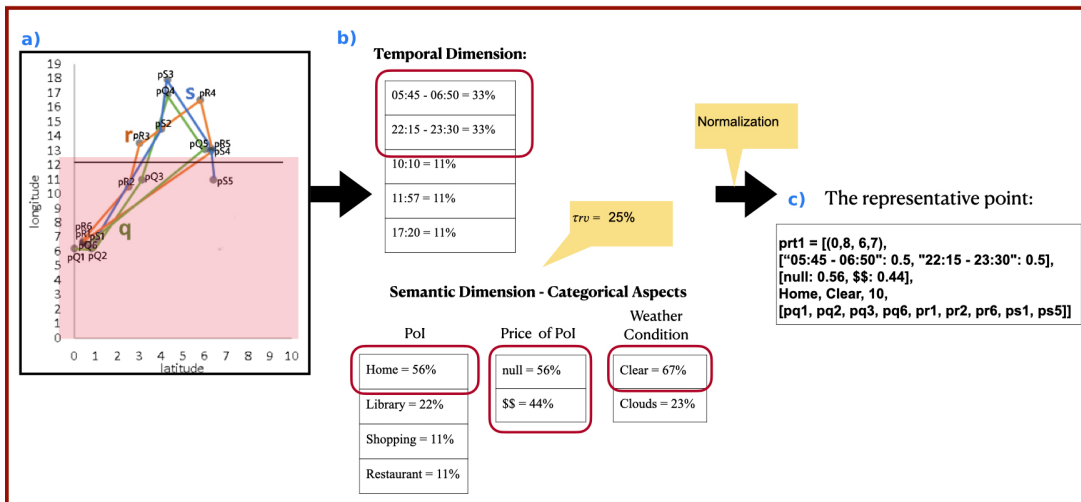 a)
19
18
17
16
15
14
13
12
11
10
9
8
7
6
5
4
3
2
1
0
longitude
pS3
pQ4
s
pR4
pS2
r
pR3
pQ5
pR5
pS4
pR2
pQ3
pS5
pR6
pR1
pS1
pQ6
pQ1
pQ2
q
0 1 2 3 4 5 6 7 8 9 10
latitude
b)
Temporal Dimension:
05:45 - 06:50 = 33%
22:15 - 23:30 = 33%
10:10 = 11%
11:57 = 11%
17:20 = 11%
τrv = 25%
Semantic Dimension - Categorical Aspects
PoI
Home = 56%
Library = 22%
Shopping = 11%
Restaurant = 11%
Price of PoI
null = 56%
$$ = 44%
Weather
Condition
Clear = 67%
Clouds = 23%
Normalization
c)
The representative point:
prt1 = [(0,8, 6,7),
["05:45 - 06:50": 0.5, "22:15 - 23:30": 0.5],
[null: 0.56, $$: 0.44],
Home, Clear, 10,
[pq1, pq2, pq3, pq6, pr1, pr2, pr6, ps1, ps5]]